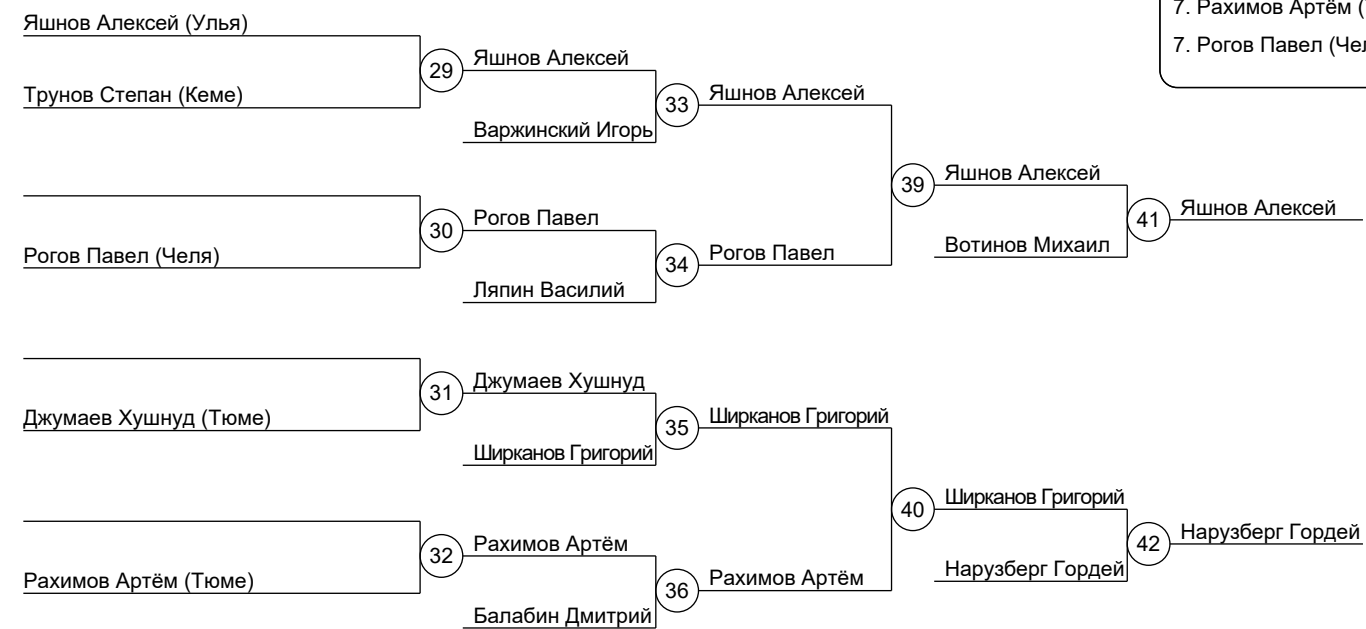 7. Рахимов Артём (
7. Рогов Павел (Чел
Яшнов Алексей (Улья)
Трунов Степан (Кеме)
29
Яшнов Алексей
Варжинский Игорь
33
Яшнов Алексей
Рогов Павел (Челя)
30
Рогов Павел
Ляпин Василий
34
Рогов Павел
39
Яшнов Алексей
Вотинов Михаил
41
Яшнов Алексей
Джумаев Хушнуд (Тюме)
31
Джумаев Хушнуд
Ширканов Григорий
35
Ширканов Григорий
Рахимов Артём (Тюме)
32
Рахимов Артём
Балабин Дмитрий
36
Рахимов Артём
40
Ширканов Григорий
Нарузберг Гордей
42
Нарузберг Гордей